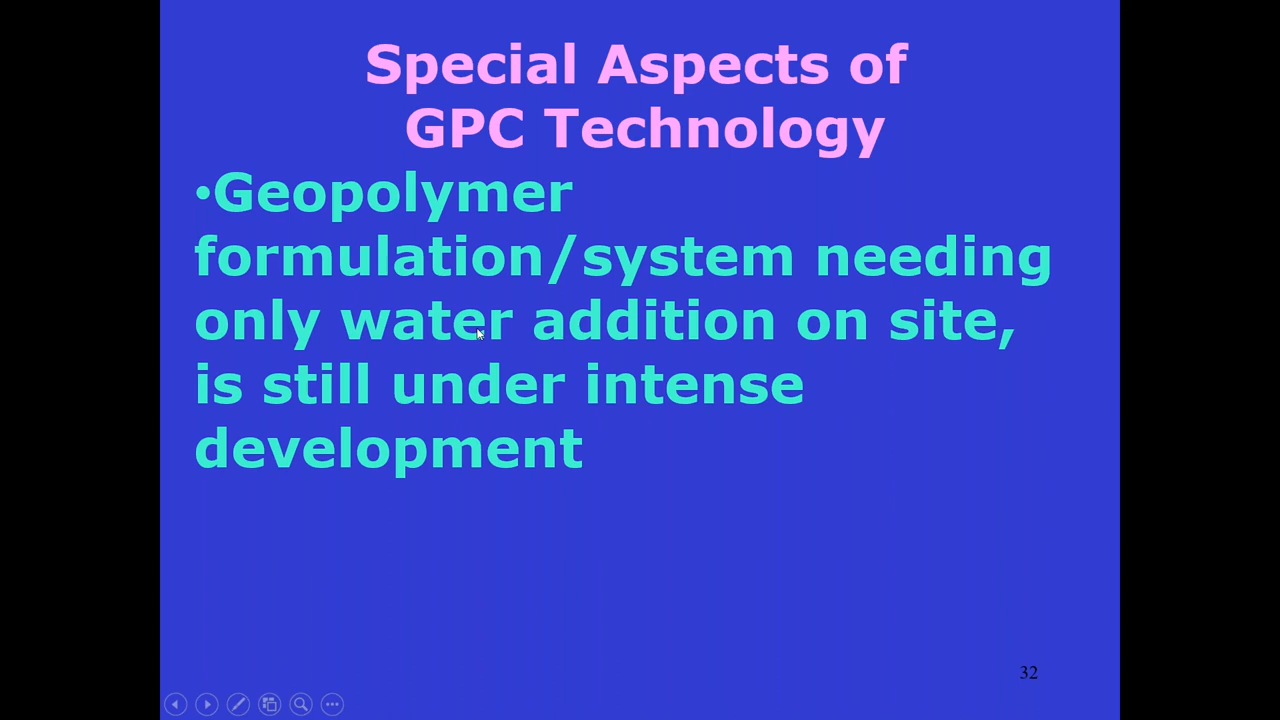 Special Aspects of
GPC Technology
•Geopolymer
formulation/system needing
only water addition on site,
is still under intense
development
32